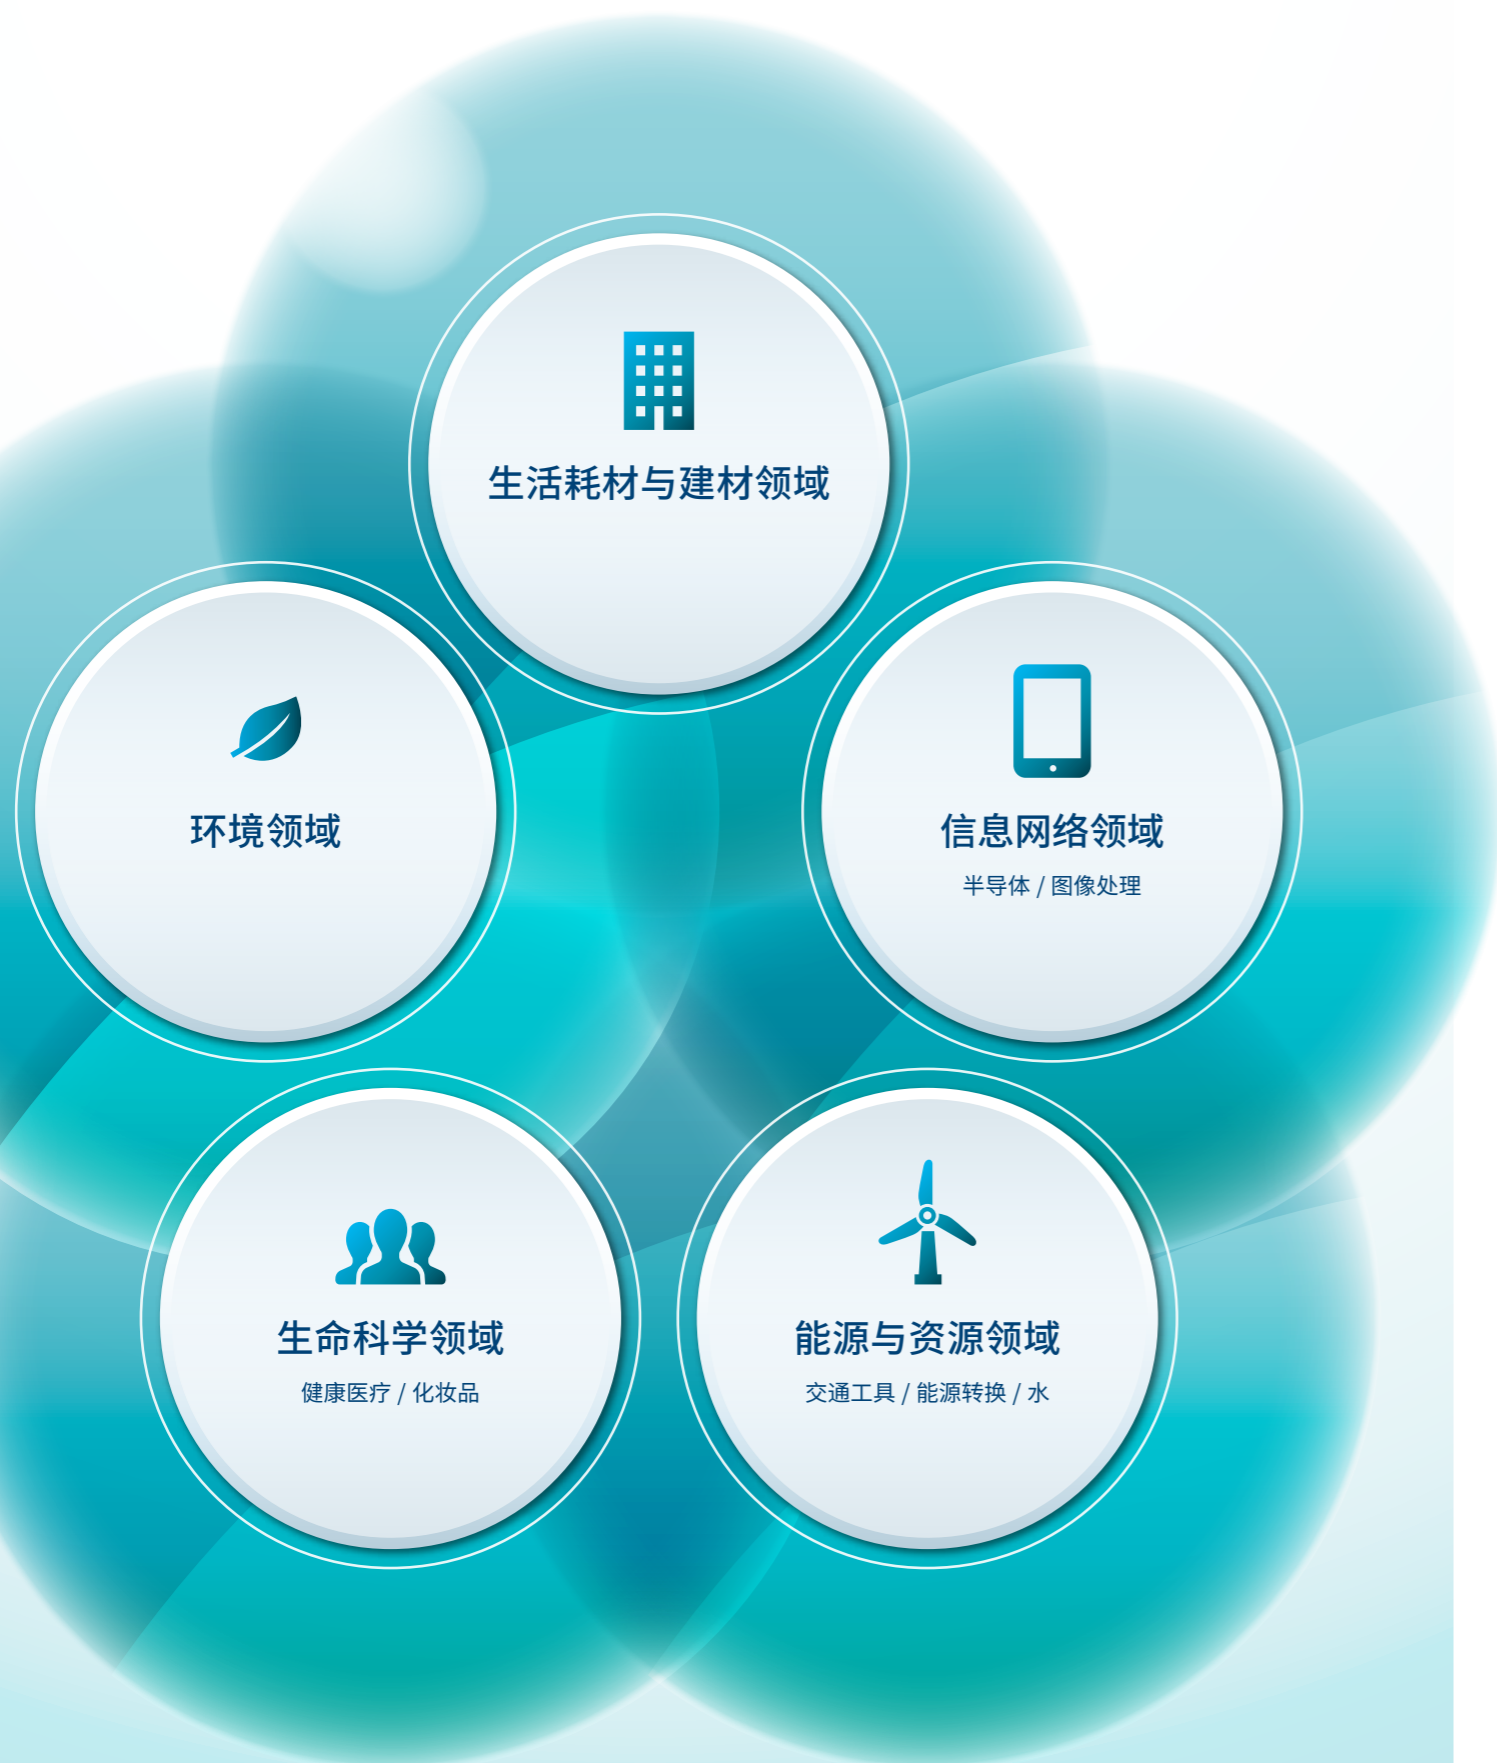 生活耗材与建材领域
环境领域
信息网络领域
半导体 / 图像处理
生命科学领域
健康医疗 / 化妆品
能源与资源领域
交通工具 / 能源转换 / 水